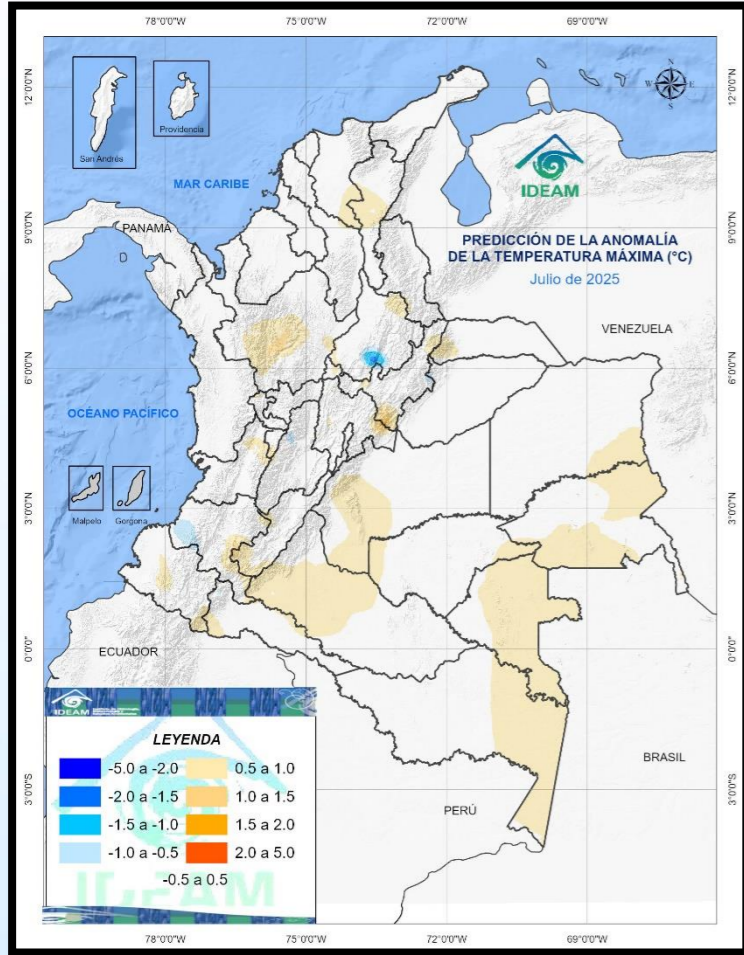 78°0'0"W
75°0'0"W
72°0'0"W
69°0'0"W
12°0'0"N
12°0'0"N
N
W
E
S
San Andrés
Providencia
IDEAM
MAR CARIBE
PANAMÁ
9°0'0"N
9°0'0"N
PREDICCIÓN DE LA ANOMALÍA
DE LA TEMPERATURA MÁXIMA (°C)
Julio de 2025
VENEZUELA
6°0'0"N
6°0'0"N
OCÉANO PACÍFICO
3°0'0"N
3°0'0"N
Malpelo
Gorgona
0°0'0"
0°0'0"
ECUADOR
IDEAM
LEYENDA
-5.0 a -2.0
0.5 a 1.0
-2.0 a -1.5
1.0 a 1.5
-1.5 a -1.0
1.5 a 2.0
-1.0 a -0.5
2.0 a 5.0
-0.5 a 0.5
IDEAM
BRASIL
PERÚ
3°0'0"S
3°0'0"S
78°0'0"W
75°0'0"W
72°0'0"W
69°0'0"W